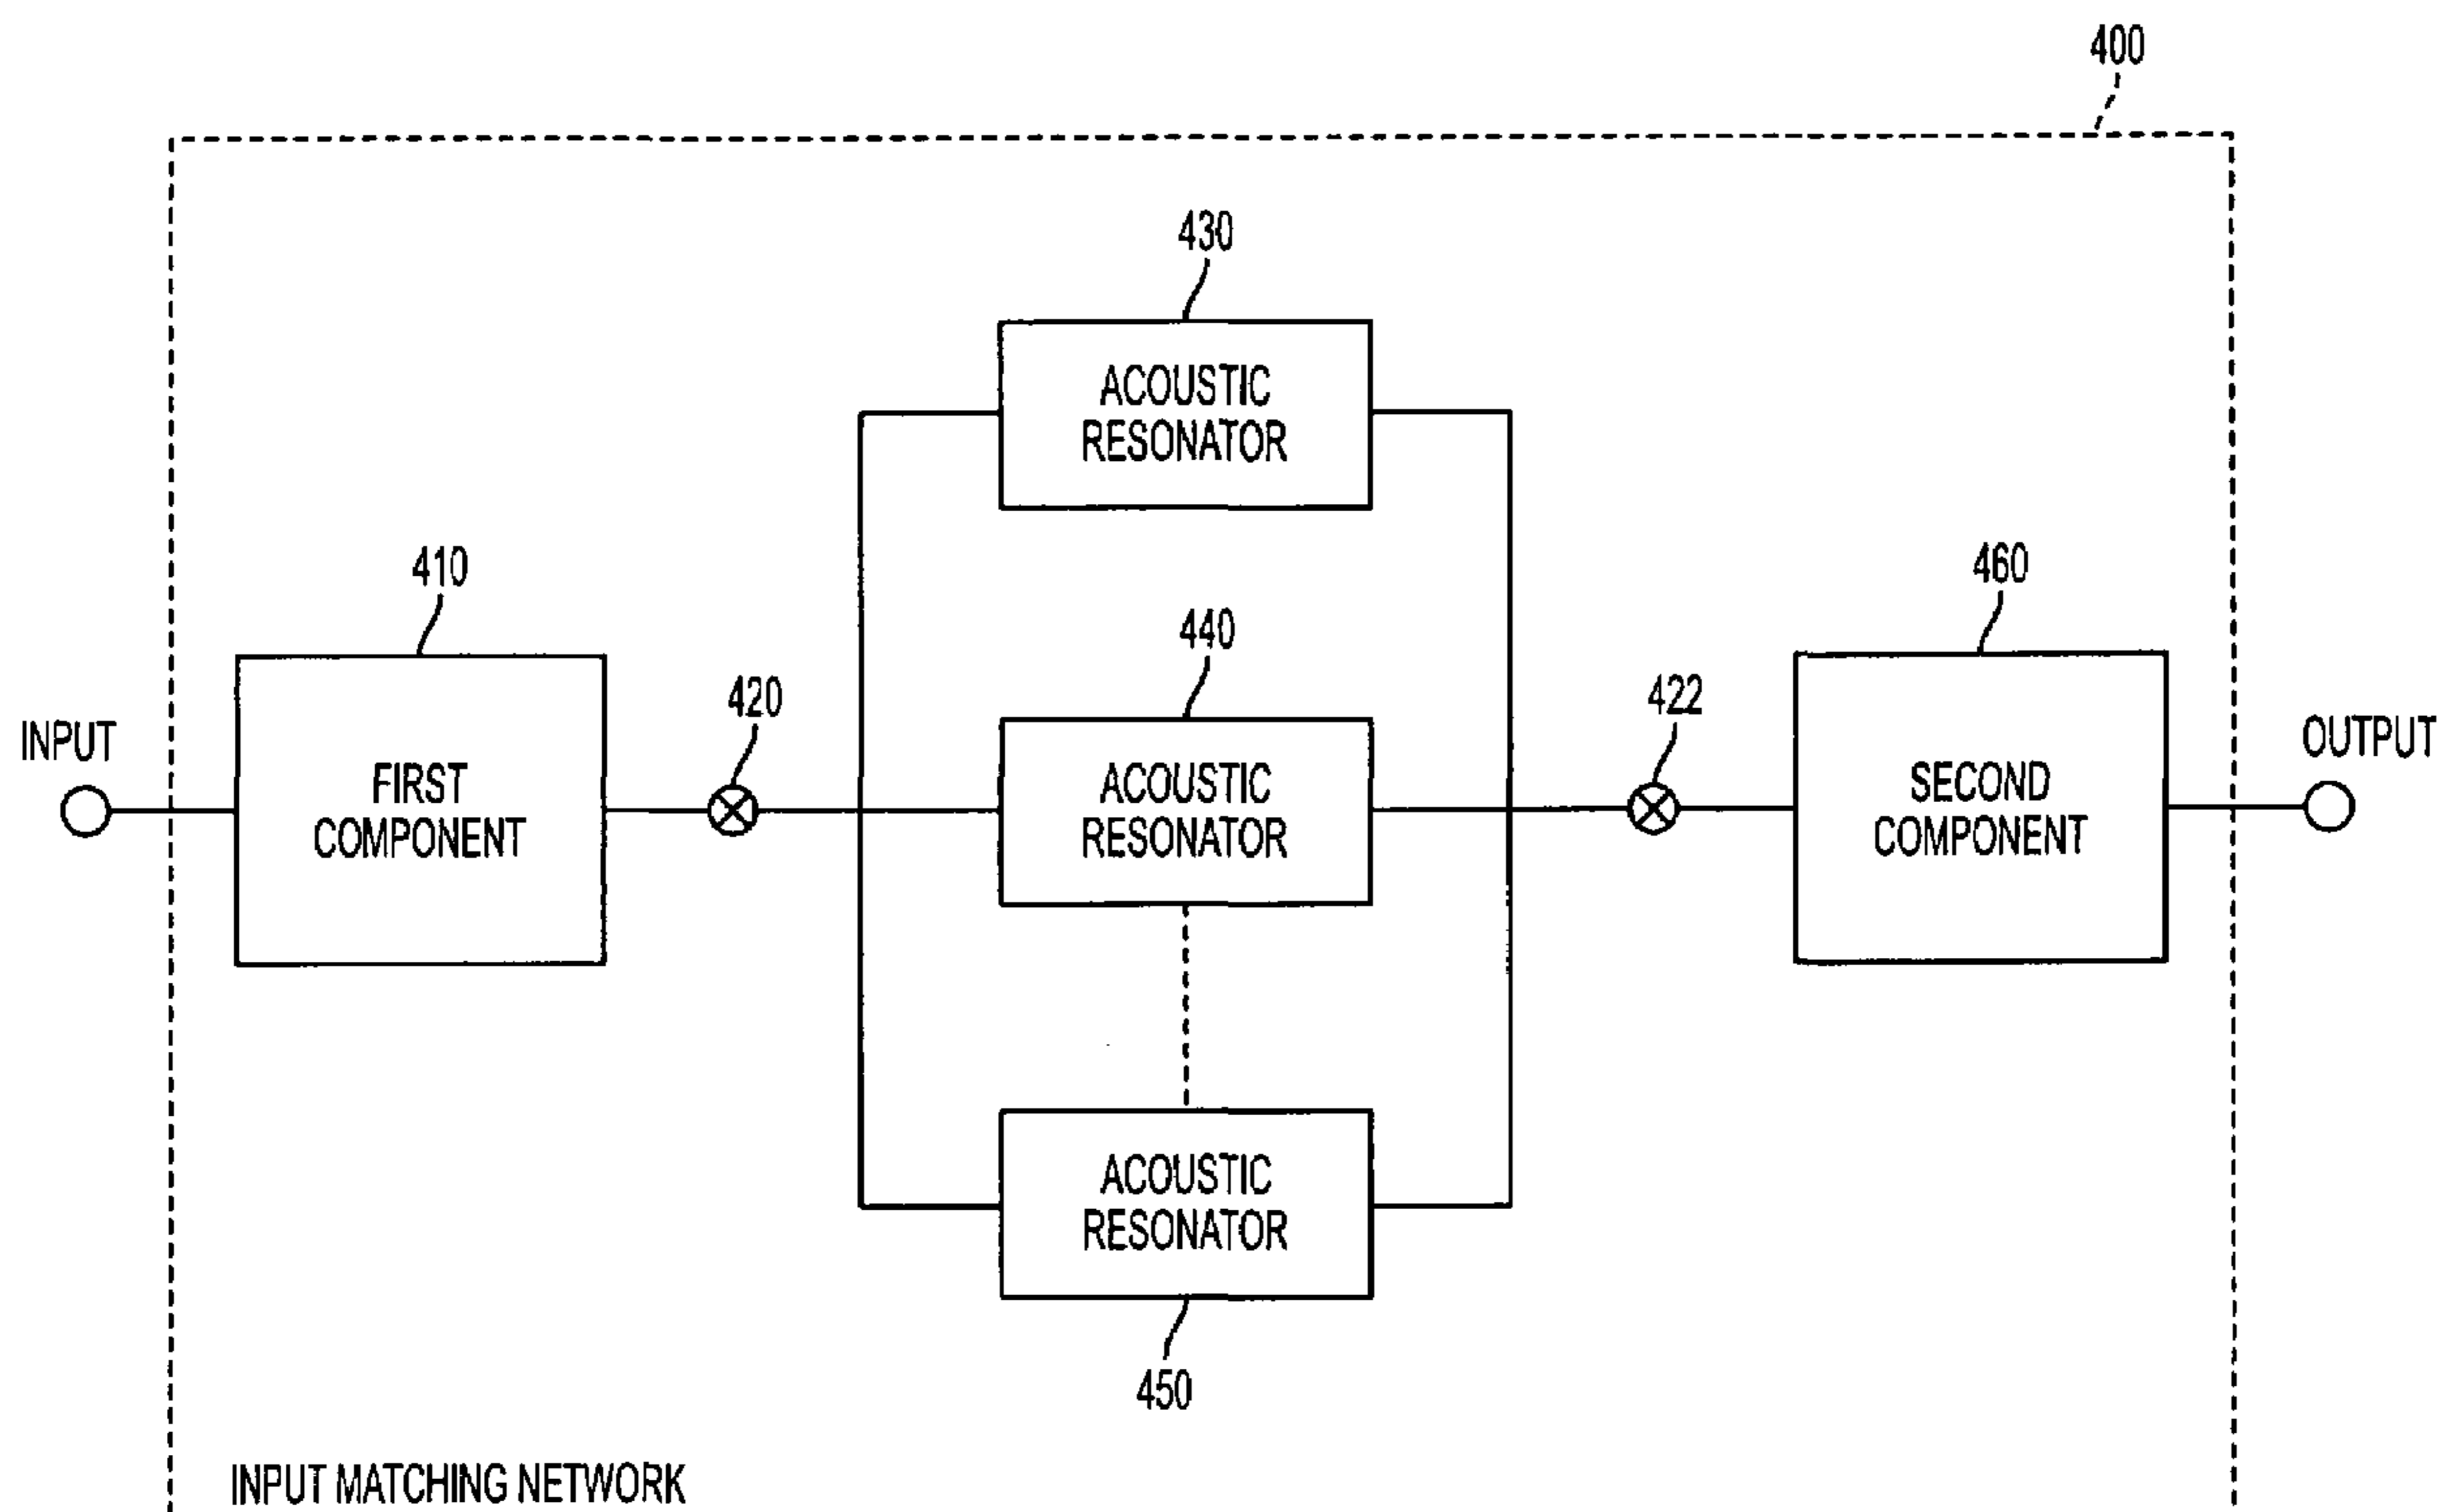 400
430
ACOUSTIC
RESONATOR
410
440
460
420
422
INPUT
FIRST
COMPONENT
ACOUSTIC
RESONATOR
SECOND
COMPONENT
OUTPUT
ACOUSTIC
RESONATOR
450
INPUT MATCHING NETWORK